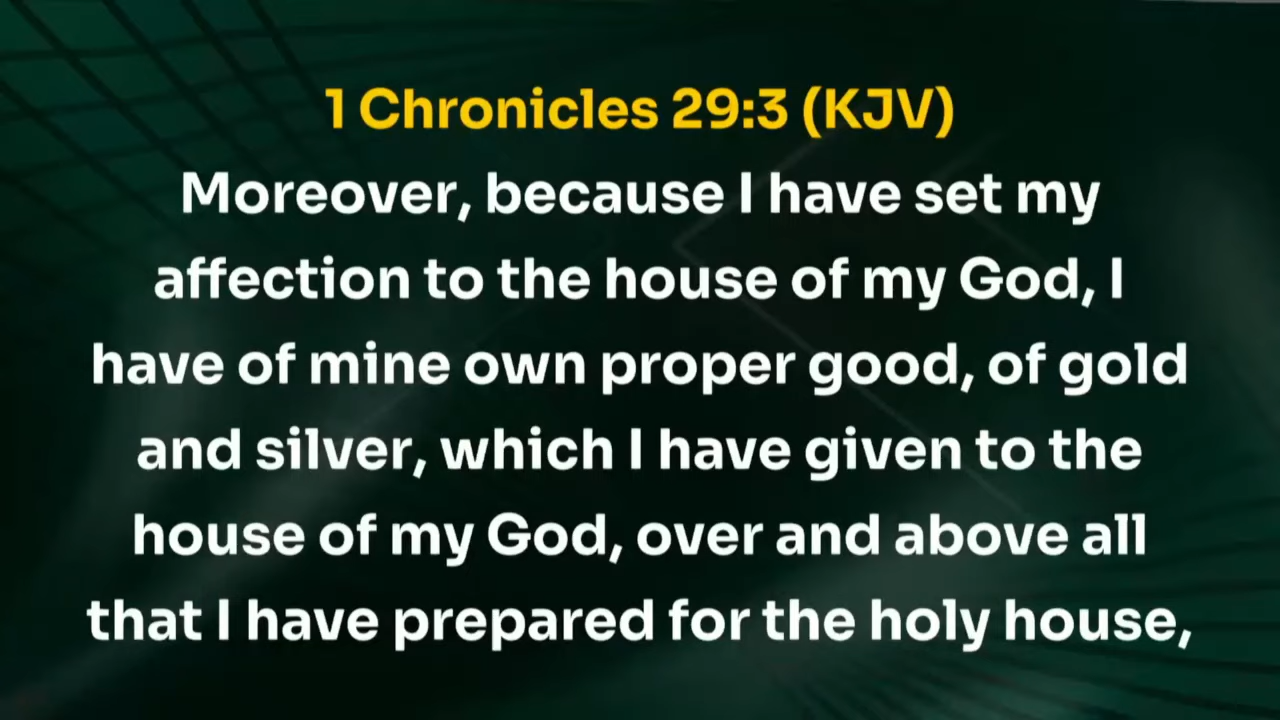 1 Chronicles 29:3 (KJV)
Moreover, because I have set my
affection to the house of my God, I
have of mine own proper good, of gold
and silver, which I have given to the
house of my God, over and above all
that I have prepared for the holy house,